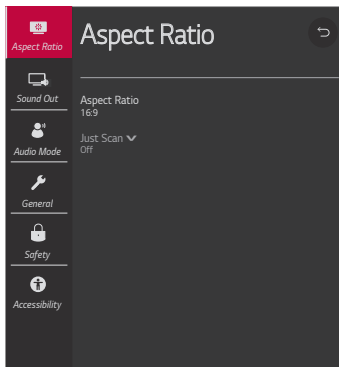 Aspect Ratio
Aspect Ratio
Sound Out
Audio Mode
General
Safety
Accessibility
Aspect Ratio
16:9
Just Scan
Off